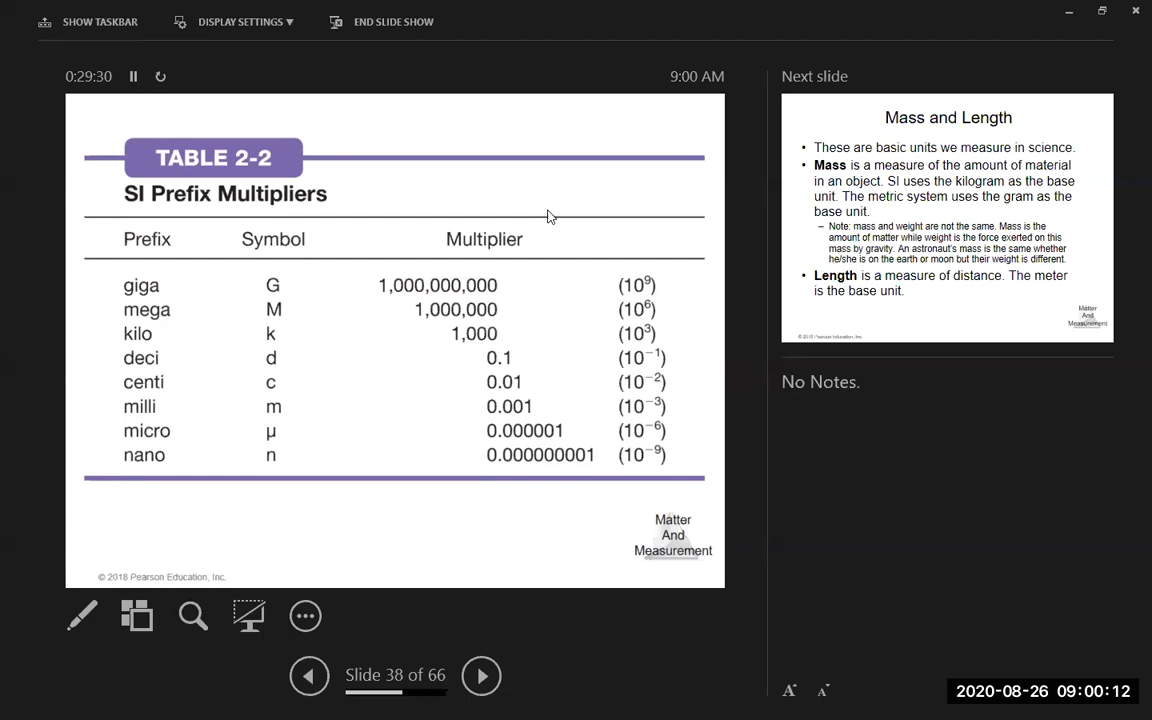 SHOW TASKBAR DISPLAY SETTINGS ▼ END SLIDE SHOW
0:29:30 9:00 AM
TABLE 2-2
SI Prefix Multipliers
Prefix Symbol Multiplier
giga G 1,000,000,000 (10⁹)
mega M 1,000,000 (10⁶)
kilo k 1,000 (10³)
deci d 0.1 (10⁻¹)
centi c 0.01 (10⁻²)
milli m 0.001 (10⁻³)
micro μ 0.000001 (10⁻⁶)
nano n 0.000000001 (10⁻⁹)
Matter
And
Measurement
© 2018 Pearson Education, Inc.
Slide 38 of 66
Next slide
Mass and Length
• These are basic units we measure in science.
• Mass is a measure of the amount of material
in an object. SI uses the kilogram as the base
unit. The metric system uses the gram as the
base unit.
– Note: mass and weight are not the same. Mass is the
amount of matter while weight is the force exerted on this
mass by gravity. An astronaut's mass is the same whether
he/she is on the earth or moon but their weight is different.
• Length is a measure of distance. The meter
is the base unit.
Matter
And
Measurement
© 2018 Pearson Education, Inc.
No Notes.
A A
2020-08-26 09:00:12